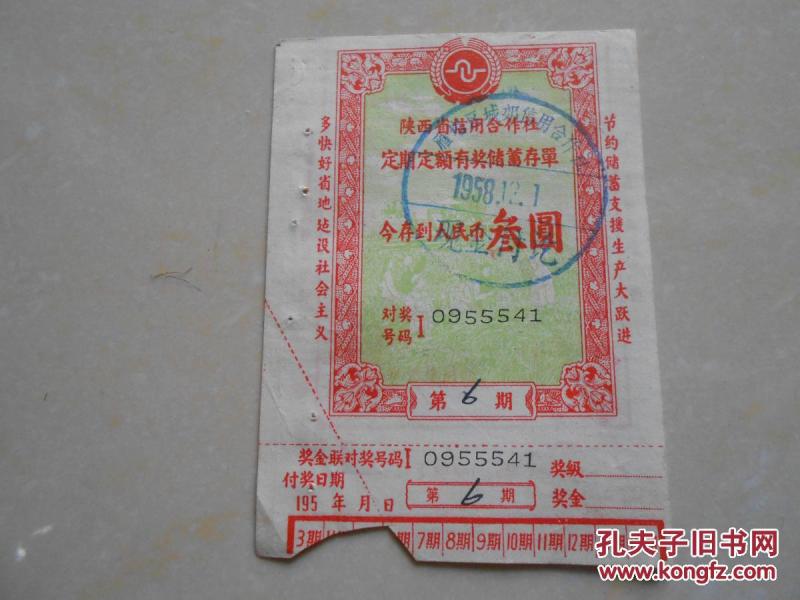 陕西省信用合作社
定期定额有奖储蓄存單
1958.12.1
今存到人民币 叁圆
现金付讫
对奖号码 I 0955541
第 6 期
多快好省地建设社会主义
节约储蓄支援生产大跃进
奖金联对奖号码 I 0955541 奖级
付奖日期
195 年 月 日 第 6 期 奖金
3期 7期 8期 9期 10期 11期 12期
孔夫子旧书网
www.kongfz.com